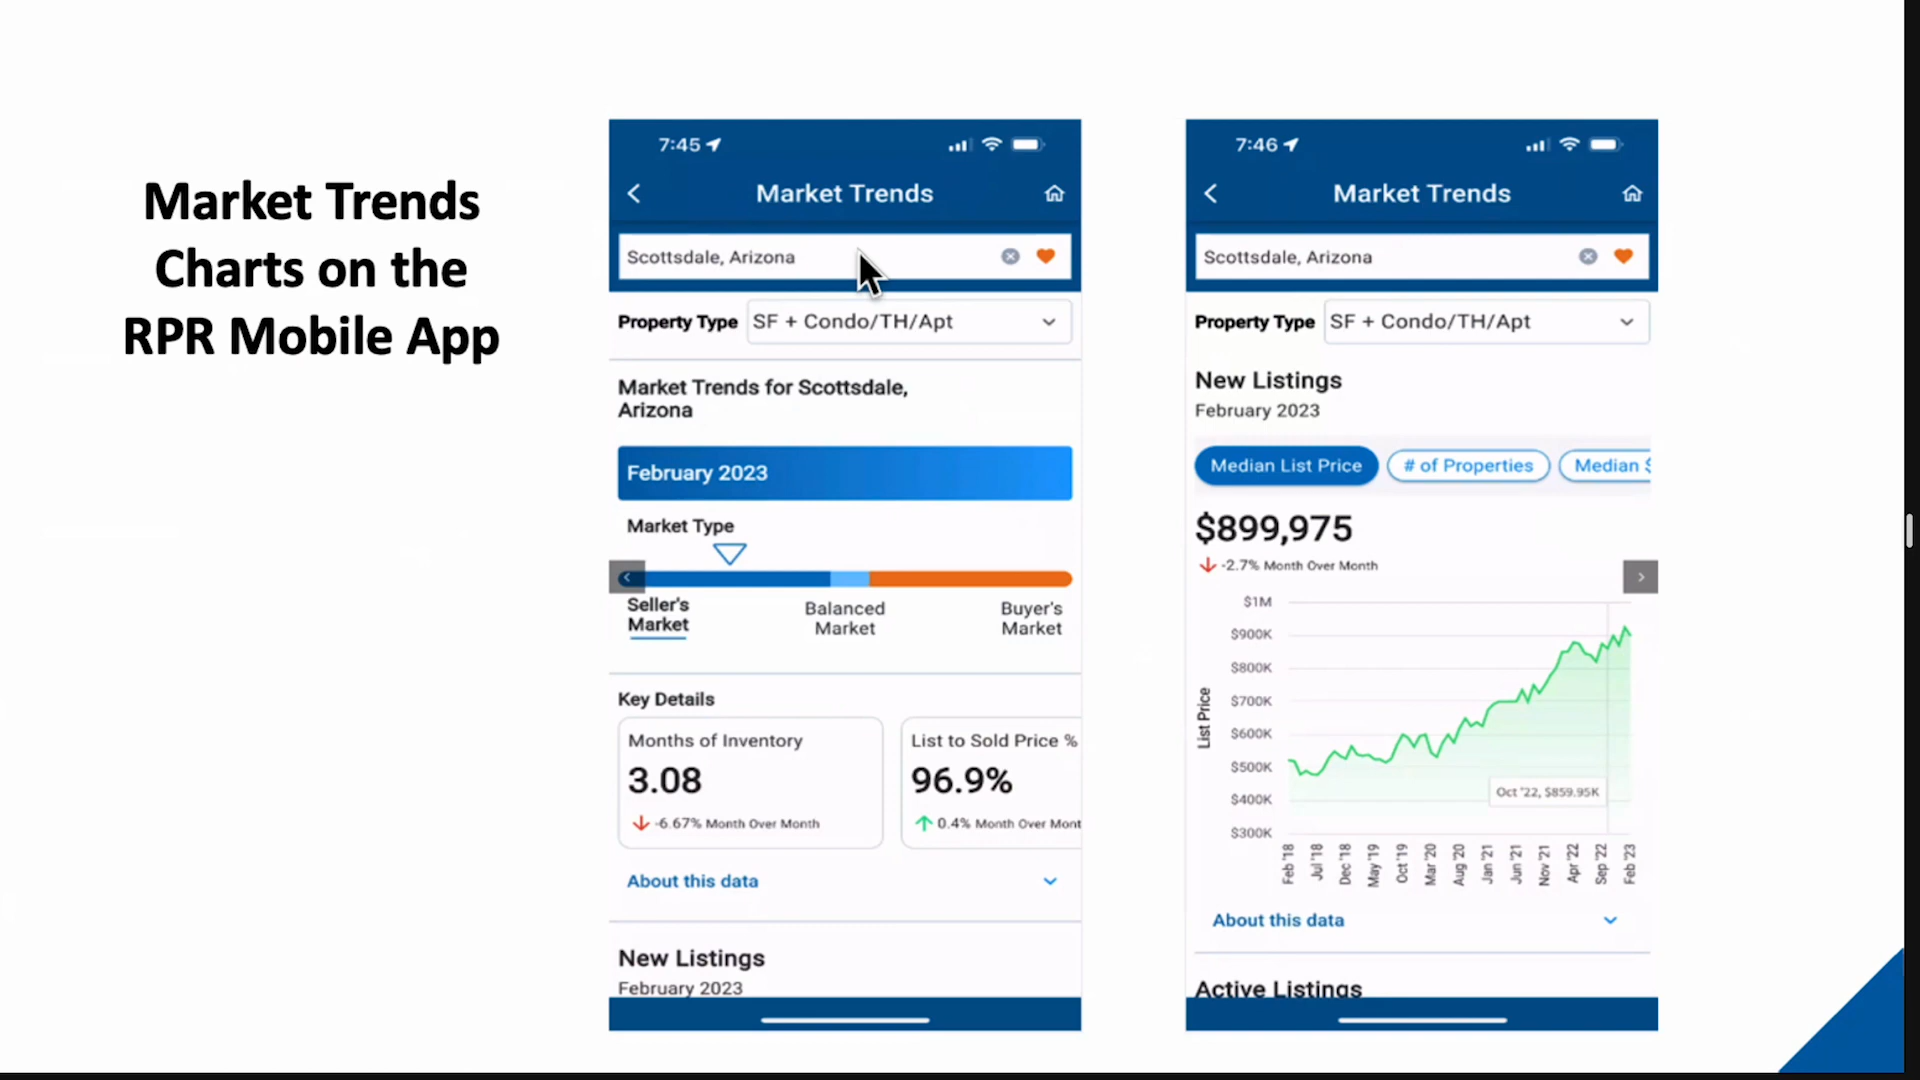 Market Trends
Charts on the
RPR Mobile App
7:45
Market Trends
Scottsdale, Arizona
Property Type SF + Condo/TH/Apt
Market Trends for Scottsdale,
Arizona
February 2023
Market Type
Seller's
Market
Balanced
Market
Buyer's
Market
Key Details
Months of Inventory
3.08
-6.67% Month Over Month
List to Sold Price %
96.9%
0.4% Month Over Mont
About this data
New Listings
February 2023
7:46
Market Trends
Scottsdale, Arizona
Property Type SF + Condo/TH/Apt
New Listings
February 2023
Median List Price # of Properties Median $
$899,975
-2.7% Month Over Month
List Price
$1M
$900K
$800K
$700K
$600K
$500K
$400K
$300K
Oct '22, $859.95K
Feb '18
Jul '18
Dec '18
May '19
Oct '19
Mar '20
Aug '20
Jan '21
Jun '21
Nov '21
Apr '22
Sep '22
Feb '23
About this data
Active Listings